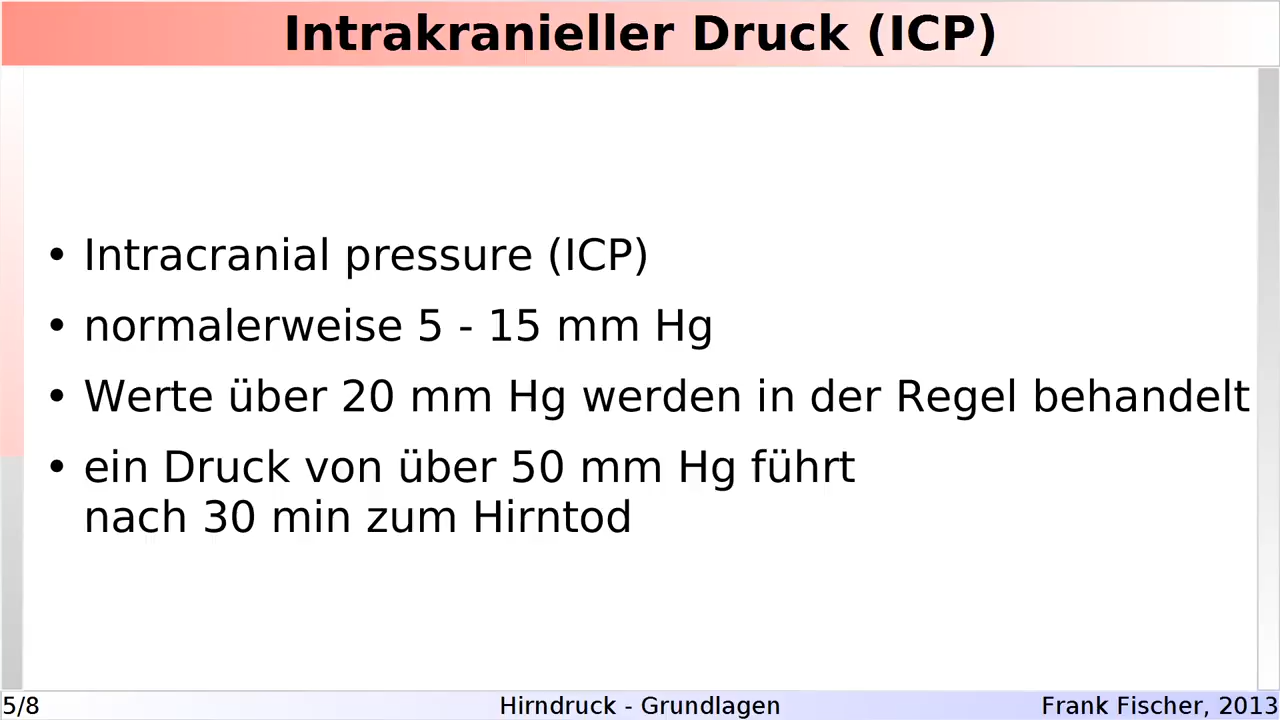 Intrakranieller Druck (ICP)
• Intracranial pressure (ICP)
• normalerweise 5 - 15 mm Hg
• Werte über 20 mm Hg werden in der Regel behandelt
• ein Druck von über 50 mm Hg führt
nach 30 min zum Hirntod
5/8
Hirndruck - Grundlagen
Frank Fischer, 2013